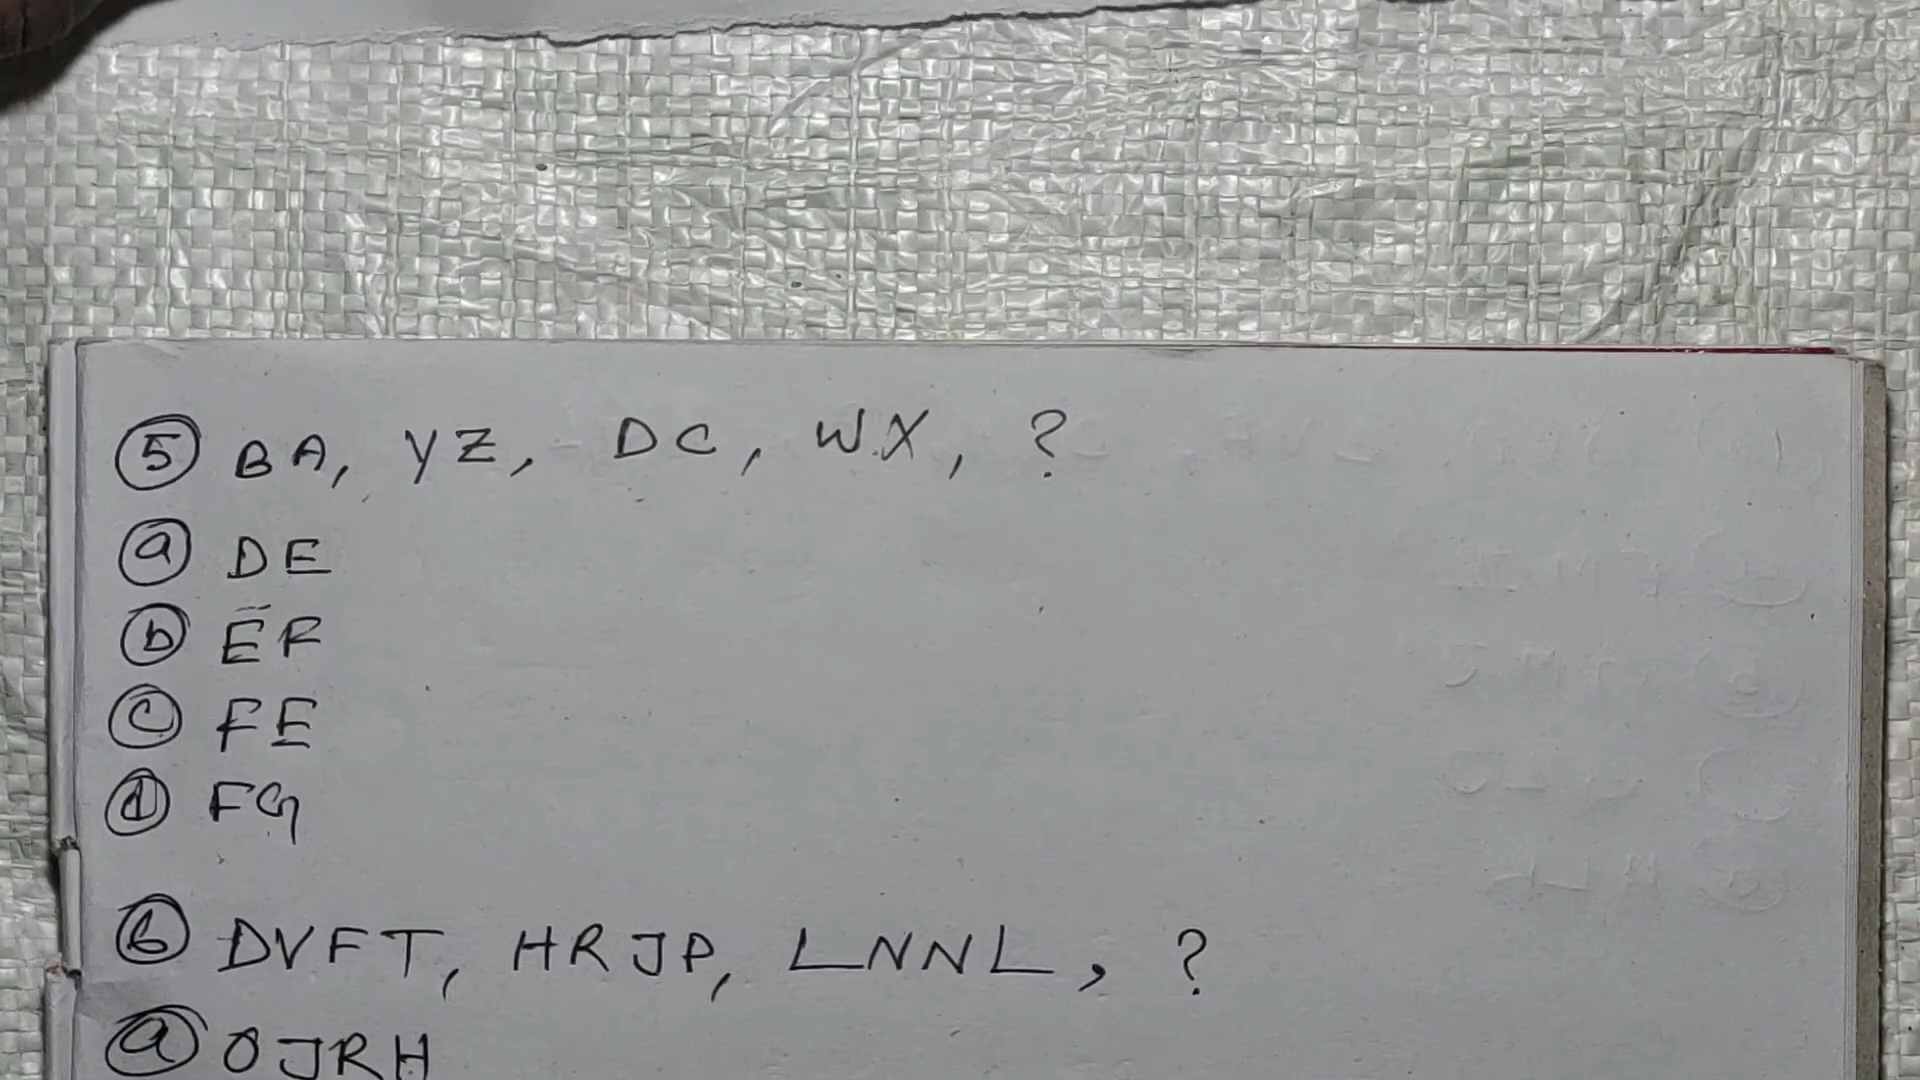 5 BA, YZ, DC, WX, ?
a DE
b EF
c FE
d FG
6 DVFT, HRJP, LNNL, ?
a OJRH